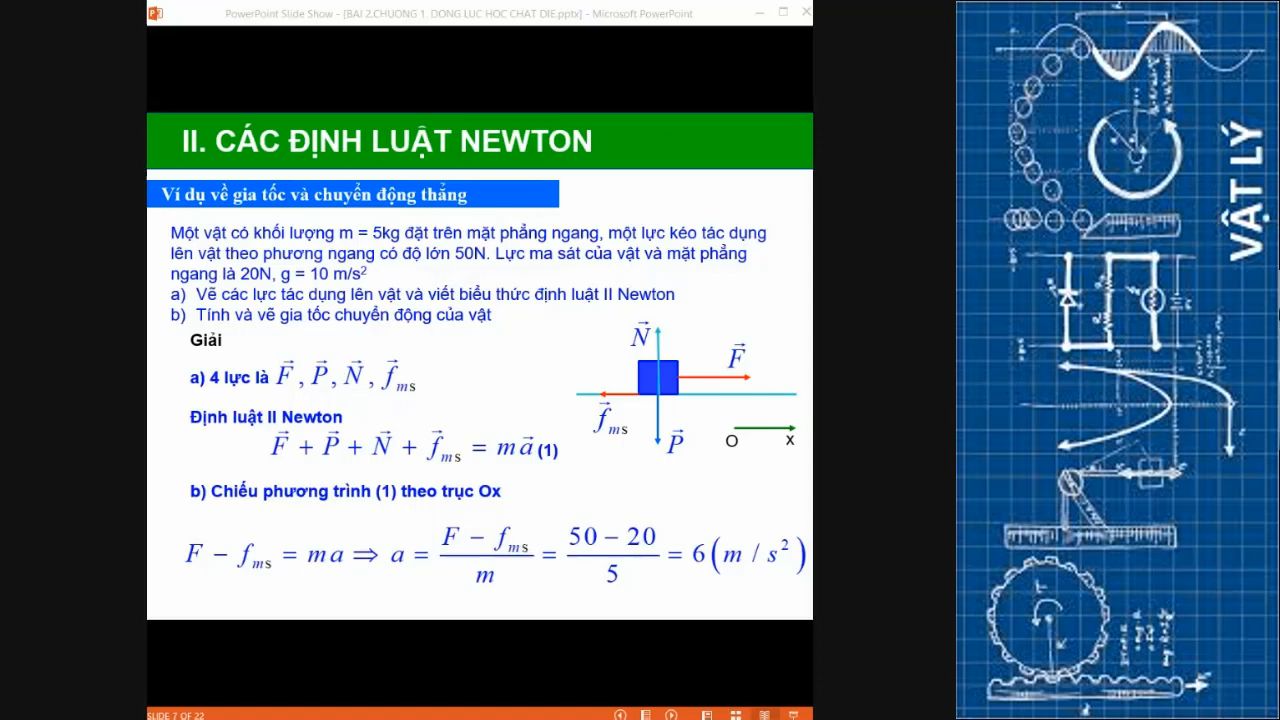 PowerPoint Slide Show - [BAI 2.CHUONG 1. DONG LUC HOC CHAT DIE.pptx] - Microsoft PowerPoint
II. CÁC ĐỊNH LUẬT NEWTON
Ví dụ về gia tốc và chuyển động thẳng
Một vật có khối lượng m = 5kg đặt trên mặt phẳng ngang, một lực kéo tác dụng
lên vật theo phương ngang có độ lớn 50N. Lực ma sát của vật và mặt phẳng
ngang là 20N, g = 10 m/s²
a) Vẽ các lực tác dụng lên vật và viết biểu thức định luật II Newton
b) Tính và vẽ gia tốc chuyển động của vật
Giải
a) 4 lực là F⃗ , P⃗ , N⃗ , f⃗ms
Định luật II Newton
F⃗ + P⃗ + N⃗ + f⃗ms = ma⃗ (1)
N⃗
F⃗
f⃗ms
P⃗
O x
b) Chiếu phương trình (1) theo trục Ox
F − fms = ma ⇒ a = (F − fms)/m = (50 − 20)/5 = 6(m / s²)
SLIDE 7 OF 22
VẬT LÝ